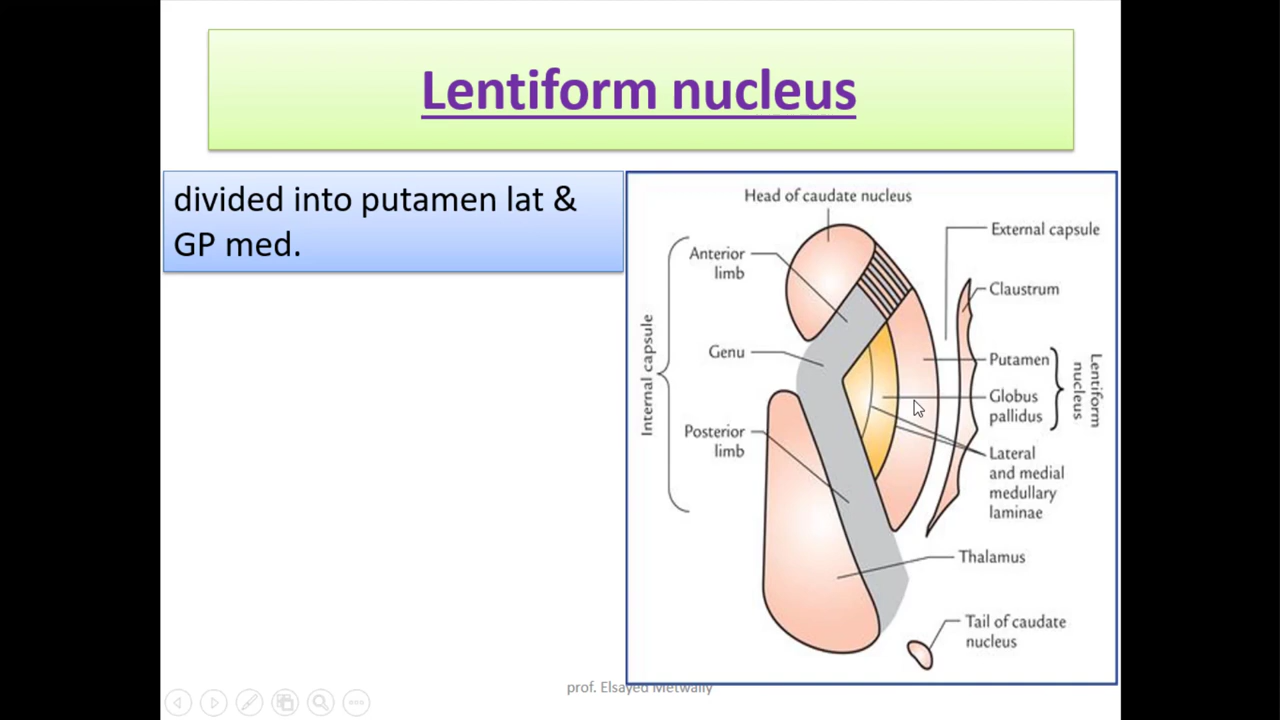 Lentiform nucleus
divided into putamen lat &
GP med.
Head of caudate nucleus
External capsule
Anterior
limb
Claustrum
Internal capsule
Genu
Putamen
Globus
pallidus
Lentiform
nucleus
Posterior
limb
Lateral
and medial
medullary
laminae
Thalamus
Tail of caudate
nucleus
prof. Elsayed Metwally